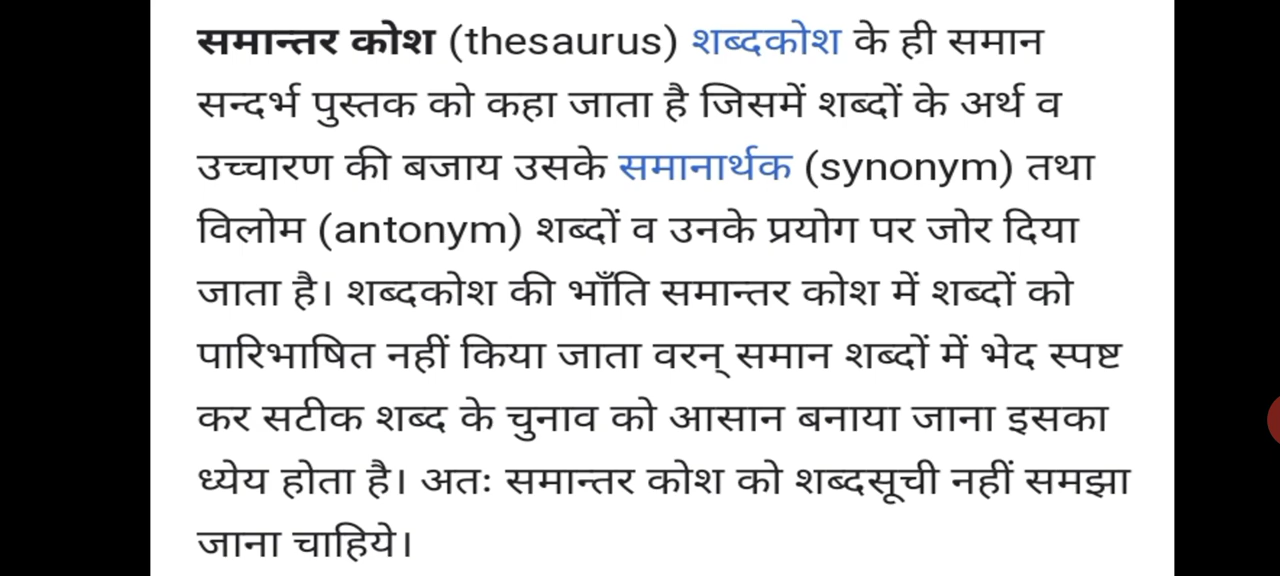 समान्तर कोश (thesaurus) शब्दकोश के ही समान
सन्दर्भ पुस्तक को कहा जाता है जिसमें शब्दों के अर्थ व
उच्चारण की बजाय उसके समानार्थक (synonym) तथा
विलोम (antonym) शब्दों व उनके प्रयोग पर जोर दिया
जाता है। शब्दकोश की भाँति समान्तर कोश में शब्दों को
पारिभाषित नहीं किया जाता वरन् समान शब्दों में भेद स्पष्ट
कर सटीक शब्द के चुनाव को आसान बनाया जाना इसका
ध्येय होता है। अतः समान्तर कोश को शब्दसूची नहीं समझा
जाना चाहिये।